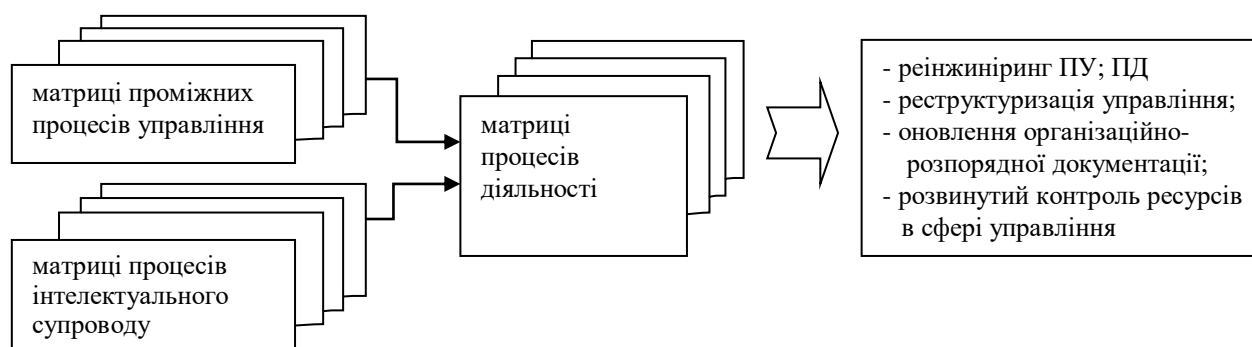 матриці проміжних
процесів управління
матриці процесів
інтелектуального
супроводу
матриці
процесів
діяльності
- реінжиніринг ПУ; ПД
- реструктуризація управління;
- оновлення організаційно-
розпорядної документації;
- розвинутий контроль ресурсів
в сфері управління